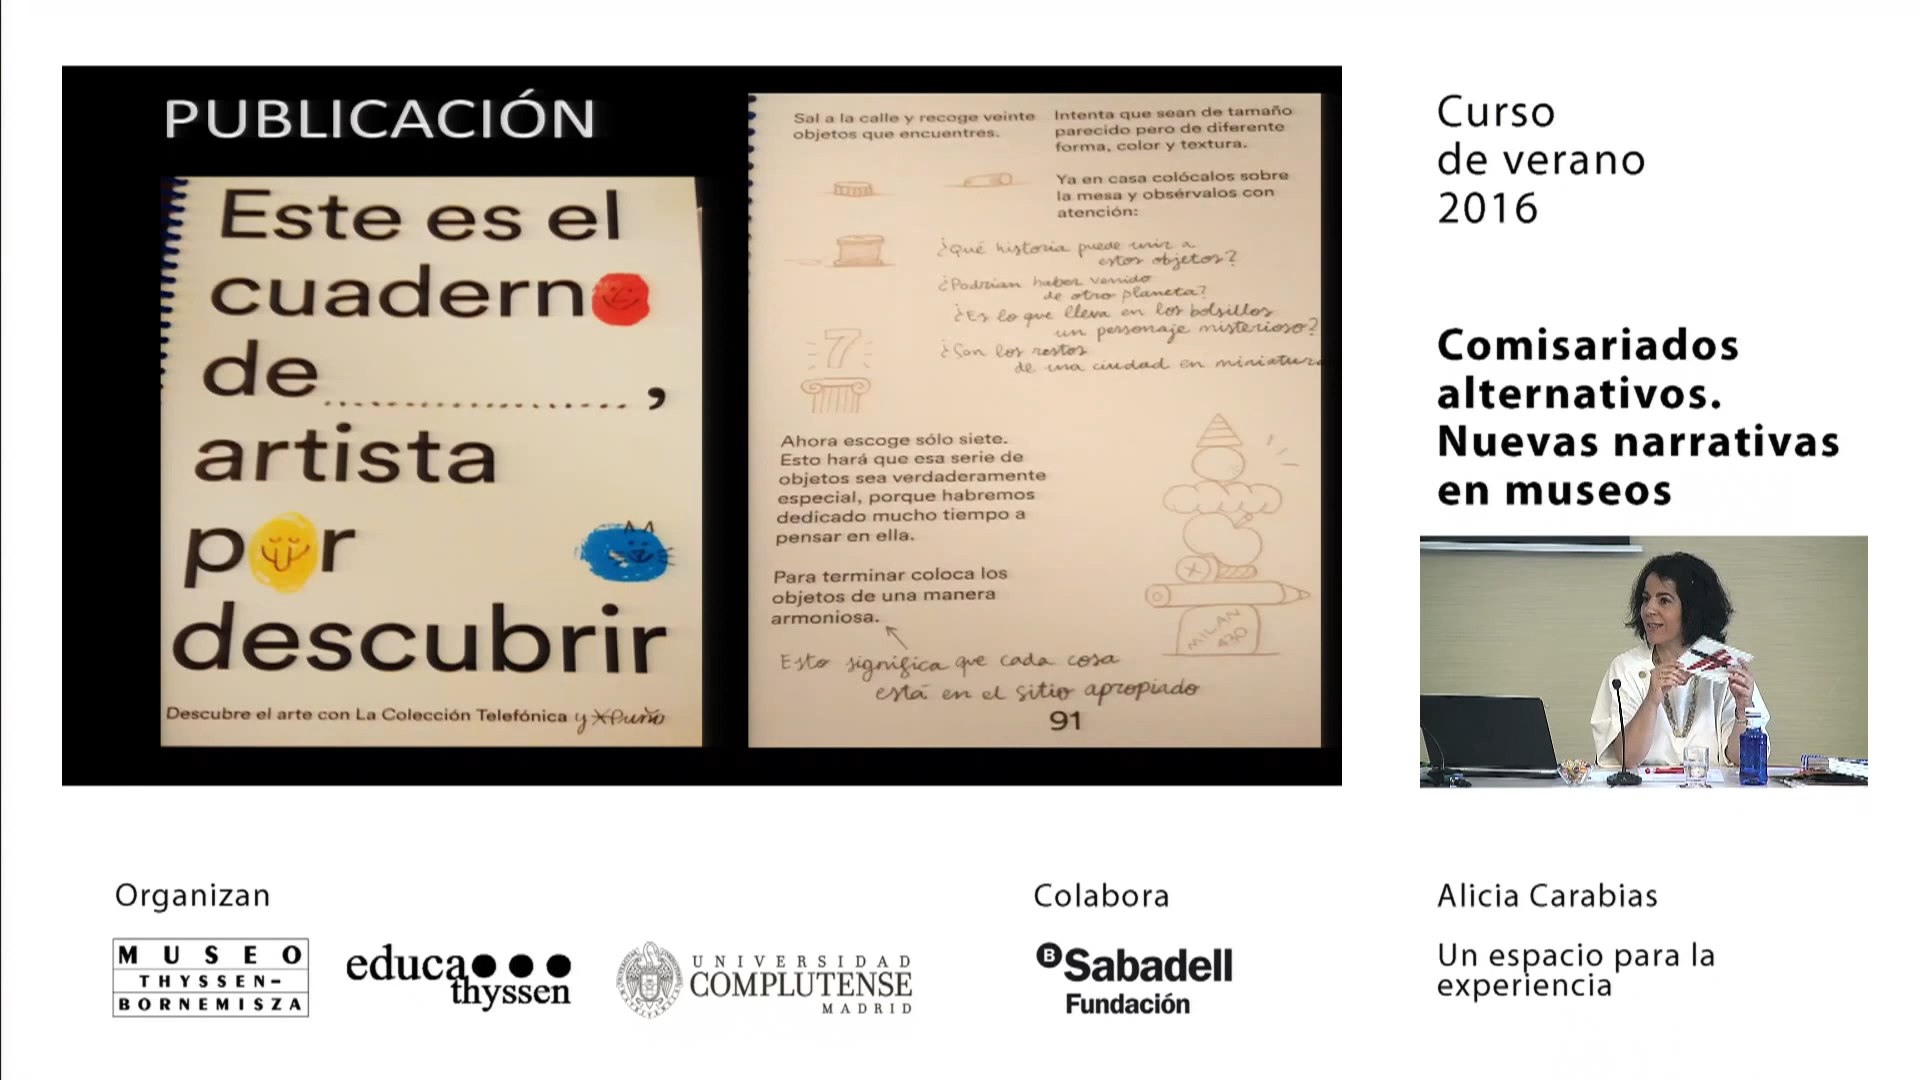 PUBLICACIÓN
Este es el
cuaderno
de ........................,
artista
por
descubrir
Descubre el arte con La Colección Telefónica y Puño
Sal a la calle y recoge veinte
objetos que encuentres.
Intenta que sean de tamaño
parecido pero de diferente
forma, color y textura.
Ya en casa colócalos sobre
la mesa y obsérvalos con
atención:
¿Qué historia puede unir a
estos objetos?
¿Podrían haber venido
de otro planeta?
¿Es lo que lleva en los bolsillos
un personaje misterioso?
¿Son los restos
de una ciudad en miniatura
7
Ahora escoge sólo siete.
Esto hará que esa serie de
objetos sea verdaderamente
especial, porque habremos
dedicado mucho tiempo a
pensar en ella.
Para terminar coloca los
objetos de una manera
armoniosa.
MILAN
430
Esto significa que cada cosa
está en el sitio apropiado
91
Curso
de verano
2016
Comisariados
alternativos.
Nuevas narrativas
en museos
Organizan
MUSEO
THYSSEN-
BORNEMISZA
educa
thyssen
UNIVERSIDAD
COMPLUTENSE
MADRID
Colabora
B Sabadell
Fundación
Alicia Carabias
Un espacio para la
experiencia